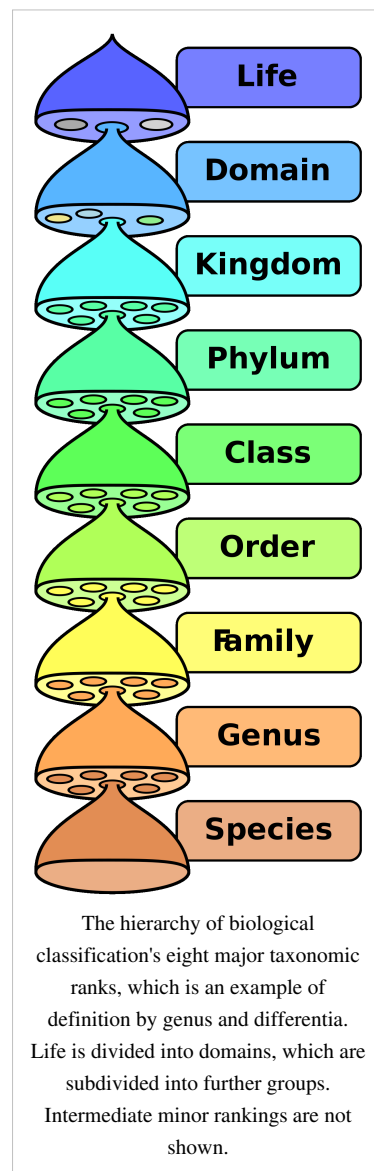 Life
Domain
Kingdom
Phylum
Class
Order
Family
Genus
Species
The hierarchy of biological
classification's eight major taxonomic
ranks, which is an example of
definition by genus and differentia.
Life is divided into domains, which are
subdivided into further groups.
Intermediate minor rankings are not
shown.